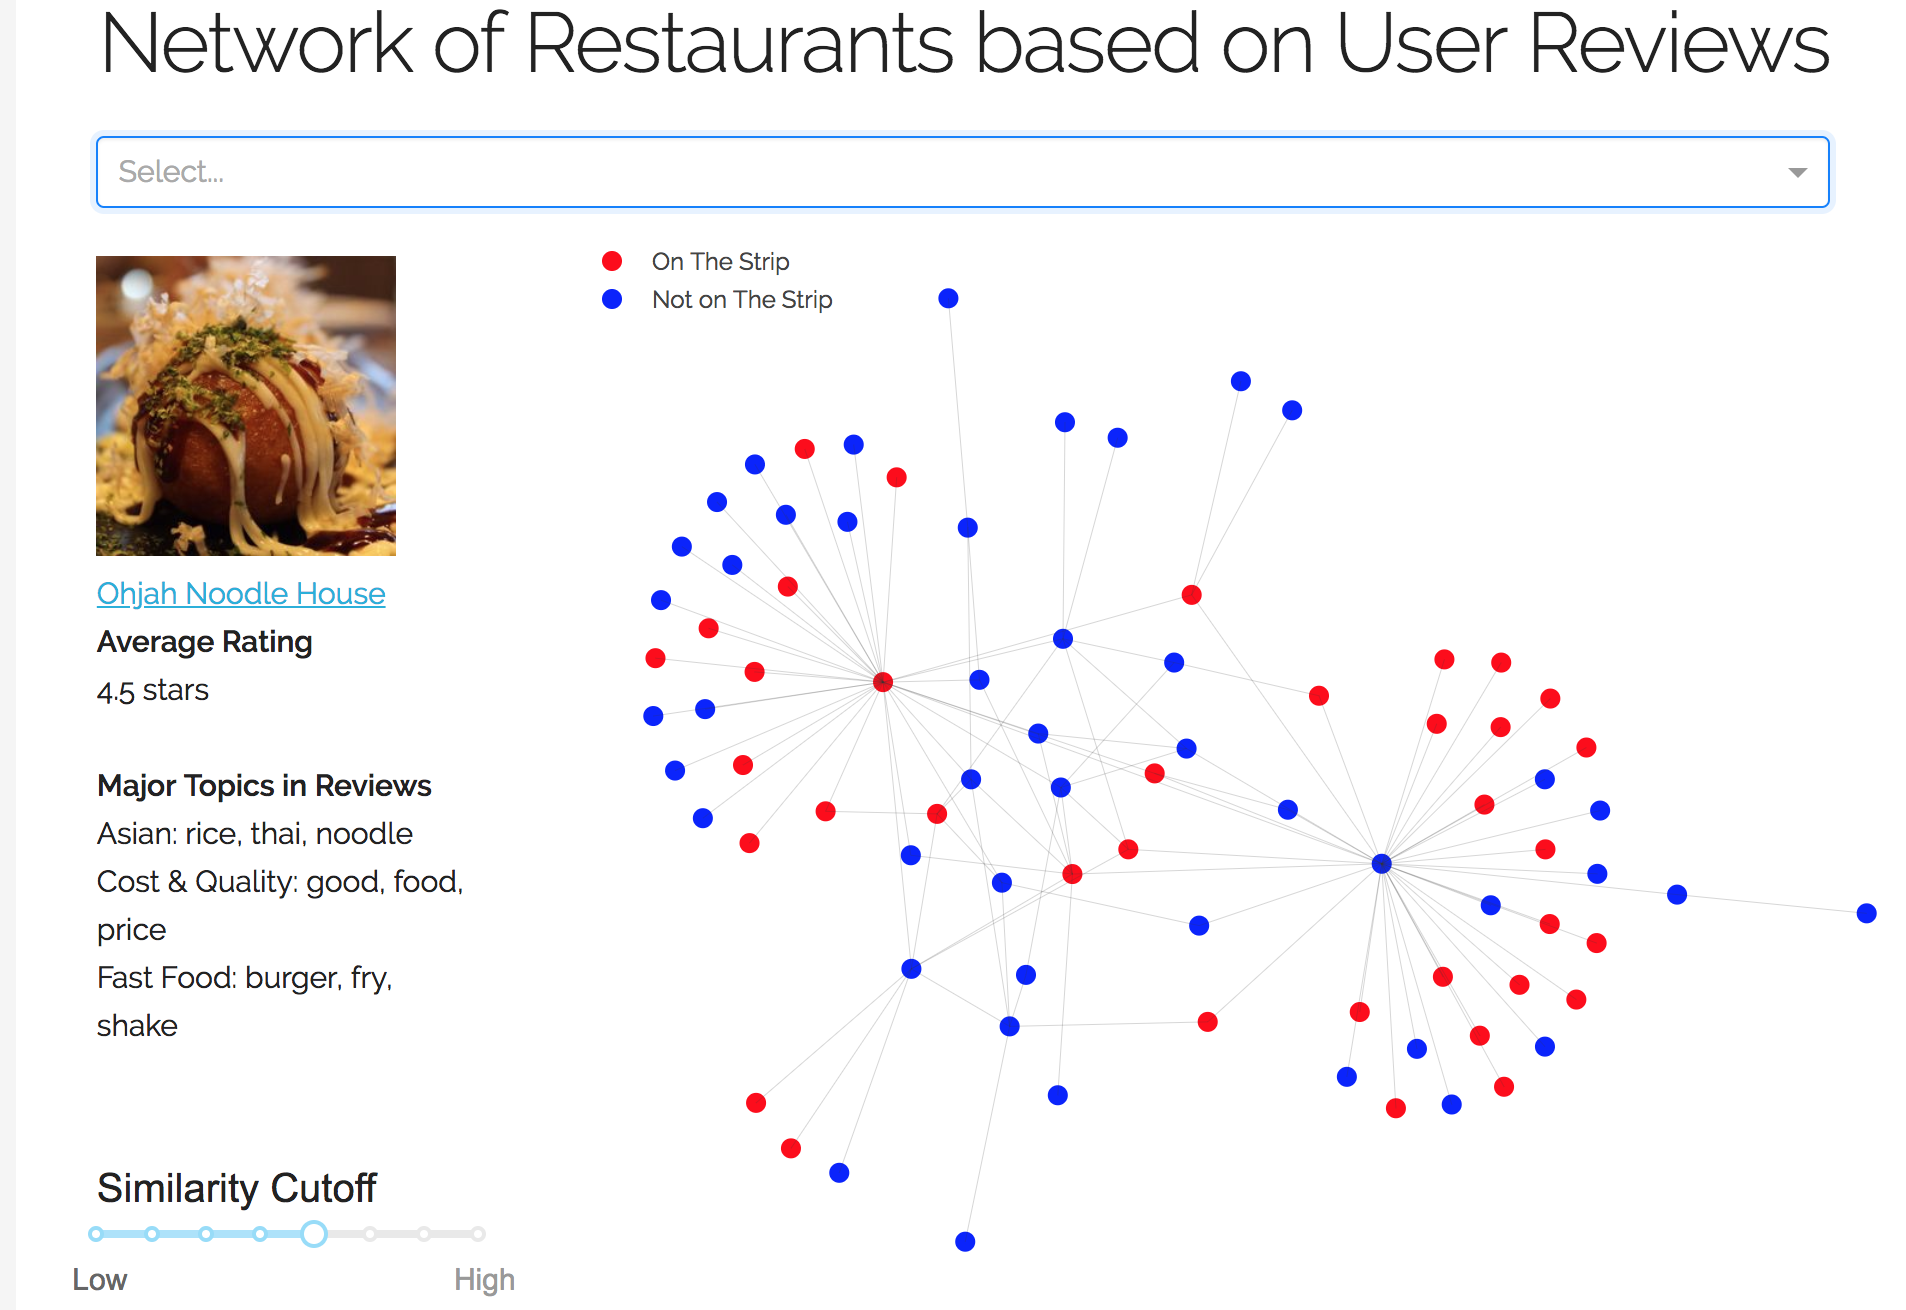 Network of Restaurants based on User Reviews
Select...
On The Strip
Not on The Strip
Ohjah Noodle House
Average Rating
4.5 stars
Major Topics in Reviews
Asian: rice, thai, noodle
Cost & Quality: good, food,
price
Fast Food: burger, fry,
shake
Similarity Cutoff
Low
High